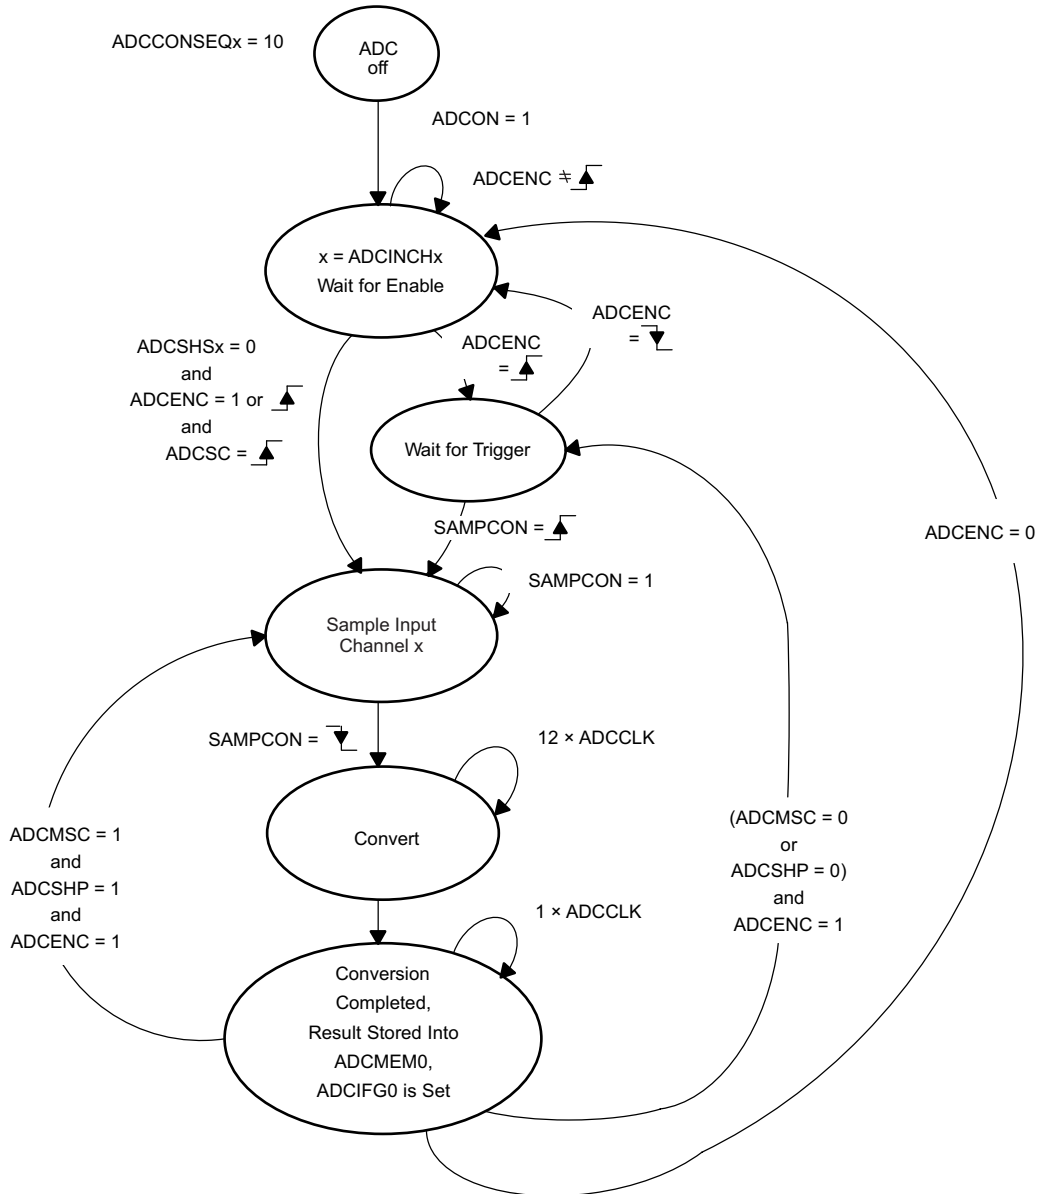 ADCCONSEQx = 10
ADC
off
ADCON = 1
ADCENC ≠
x = ADCINCHx
Wait for Enable
ADCENC
=
ADCSHSx = 0
and
ADCENC = 1 or
and
ADCSC =
ADCENC
=
Wait for Trigger
SAMPCON =
ADCENC = 0
SAMPCON = 1
Sample Input
Channel x
SAMPCON =
12 × ADCCLK
Convert
ADCMSC = 1
and
ADCSHP = 1
and
ADCENC = 1
(ADCMSC = 0
or
ADCSHP = 0)
and
ADCENC = 1
1 × ADCCLK
Conversion
Completed,
Result Stored Into
ADCMEM0,
ADCIFG0 is Set